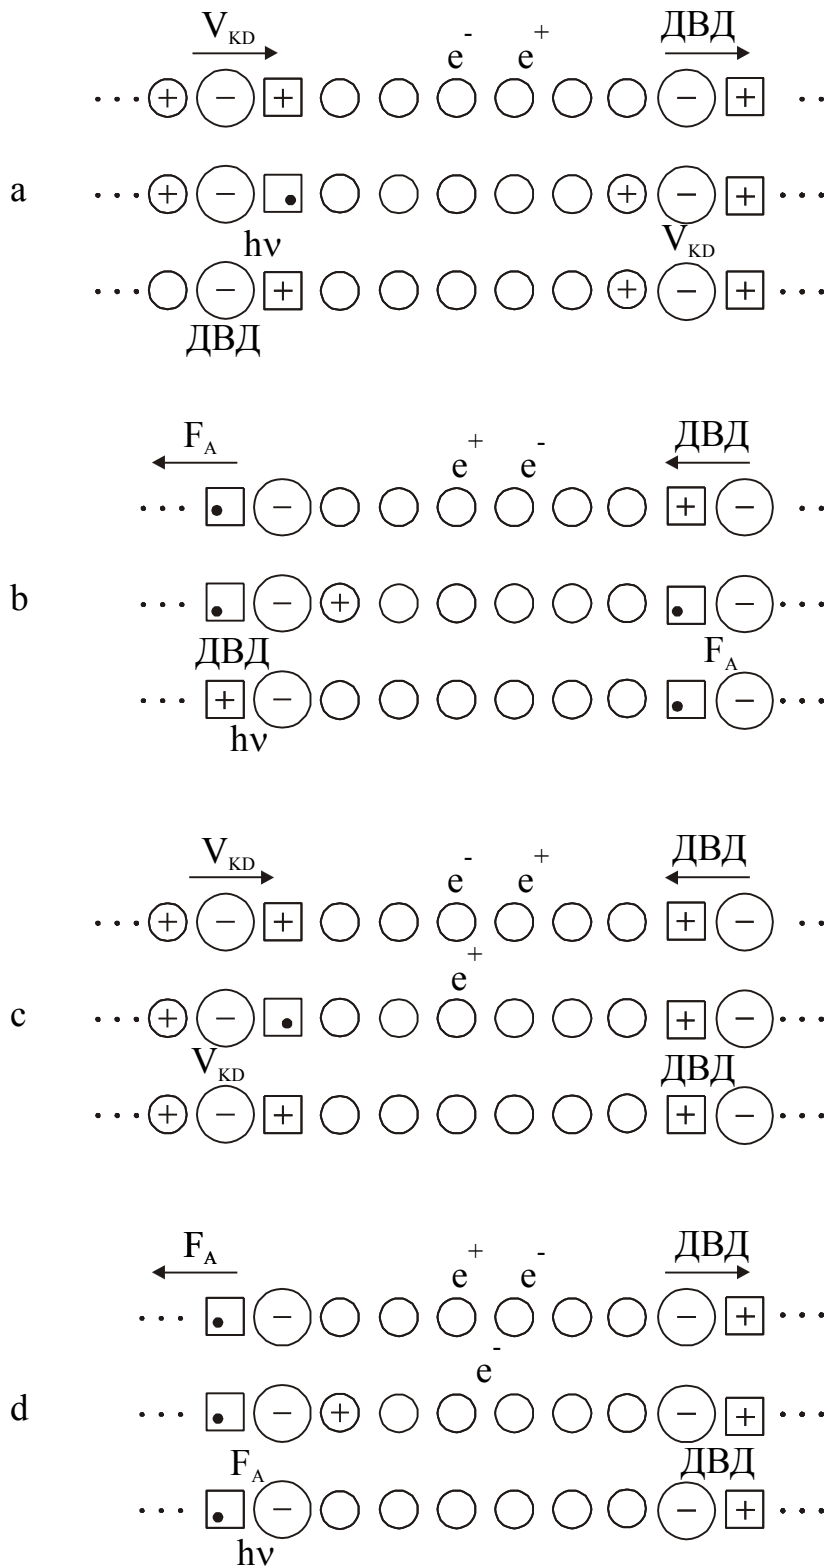 V_KD e^- e^+ ДВД
··· + − + − + ··
a ··· + − + − + ···
hν V_KD
··· − + + − + ···
ДВД
F_A e^+ e^- ДВД
··· − + − ··
b ··· − + − ···
ДВД F_A
··· + − − ···
hν
V_KD e^- e^+ ДВД
··· + − + + − ··
e^+
c ··· + − + − ···
V_KD ДВД
··· + − + + − ···
F_A e^+ e^- ДВД
··· − − + ···
e^-
d ··· − + − + ···
F_A ДВД
··· − − + ···
hν